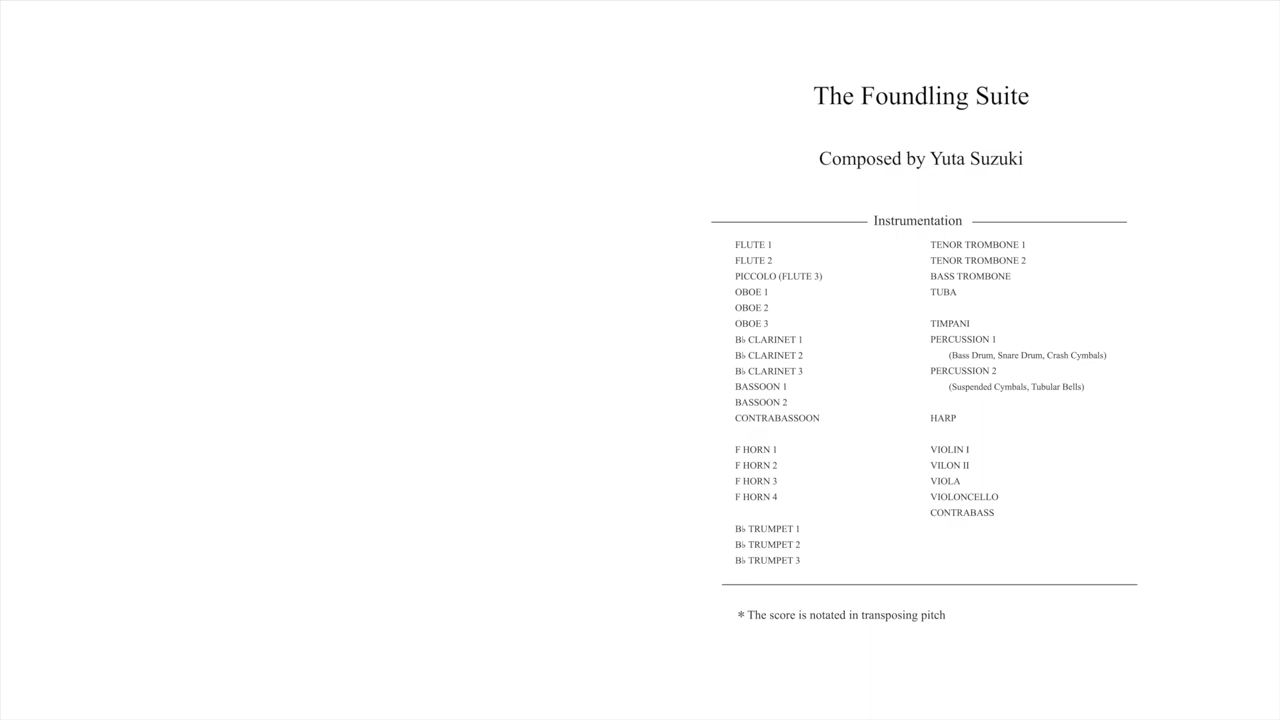 The Foundling Suite
Composed by Yuta Suzuki
Instrumentation
FLUTE 1
FLUTE 2
PICCOLO (FLUTE 3)
OBOE 1
OBOE 2
OBOE 3
B♭ CLARINET 1
B♭ CLARINET 2
B♭ CLARINET 3
BASSOON 1
BASSOON 2
CONTRABASSOON
F HORN 1
F HORN 2
F HORN 3
F HORN 4
B♭ TRUMPET 1
B♭ TRUMPET 2
B♭ TRUMPET 3
TENOR TROMBONE 1
TENOR TROMBONE 2
BASS TROMBONE
TUBA
TIMPANI
PERCUSSION 1
(Bass Drum, Snare Drum, Crash Cymbals)
PERCUSSION 2
(Suspended Cymbals, Tubular Bells)
HARP
VIOLIN I
VILON II
VIOLA
VIOLONCELLO
CONTRABASS
* The score is notated in transposing pitch